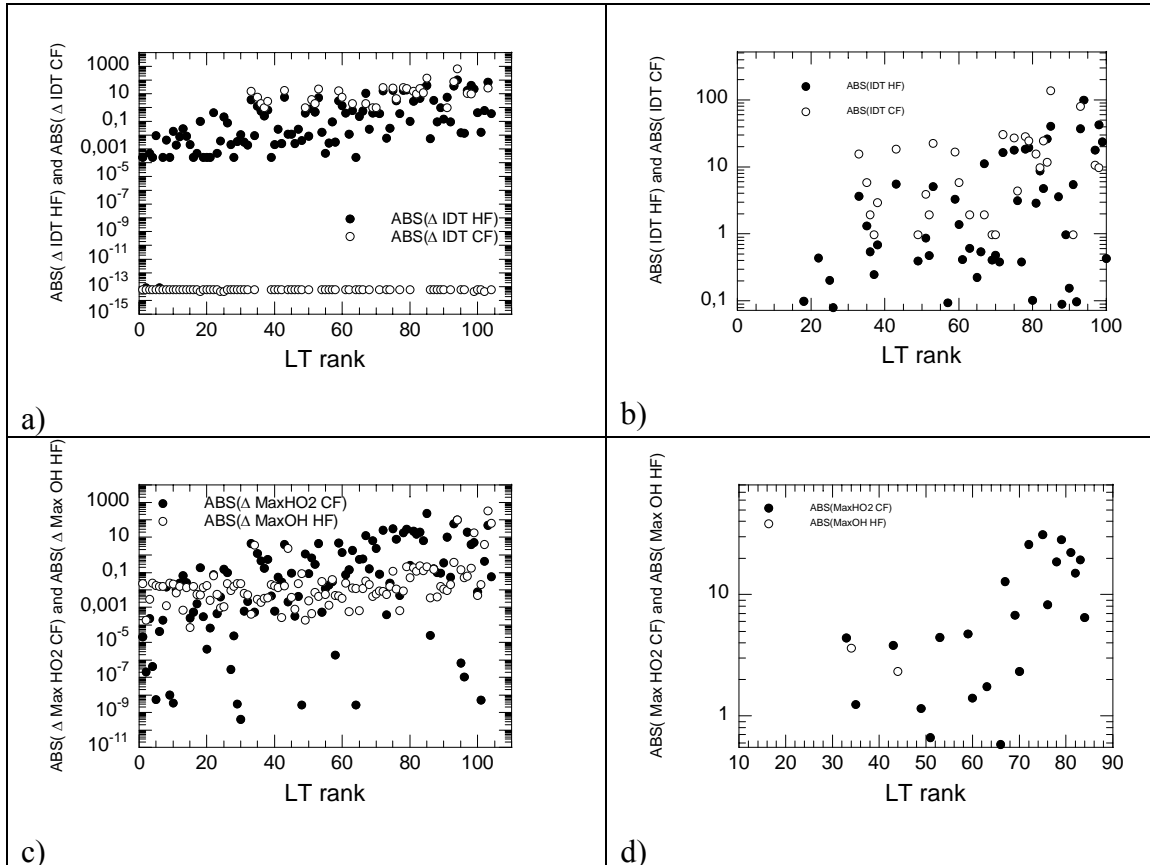 ABS( Δ IDT HF) and ABS( Δ IDT CF)
1000
10
0,1
0,001
10-5
10-7
10-9
10-11
10-13
10-15
ABS(Δ IDT HF)
ABS(Δ IDT CF)
0 20 40 60 80 100
LT rank
a)
ABS(IDT HF) and ABS( IDT CF)
100
10
1
0,1
ABS(IDT HF)
ABS(IDT CF)
0 20 40 60 80 100
LT rank
b)
ABS( Δ Max HO2 CF) and ABS( Δ Max OH HF)
1000
10
0,1
0,001
10-5
10-7
10-9
10-11
ABS(Δ MaxHO2 CF)
ABS(Δ MaxOH HF)
0 20 40 60 80 100
LT rank
c)
ABS( Max HO2 CF) and ABS( Max OH HF)
10
1
ABS(MaxHO2 CF)
ABS(MaxOH HF)
10 20 30 40 50 60 70 80 90
LT rank
d)